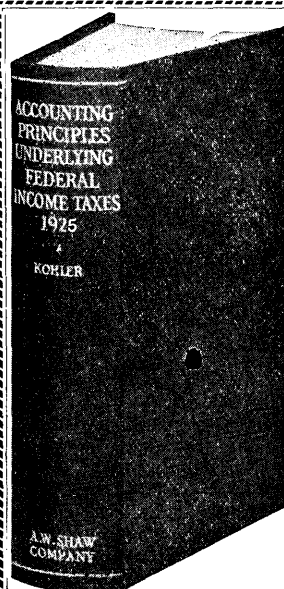 ACCOUNTING
PRINCIPLES
UNDERLYING
FEDERAL
INCOME TAXES
1925
KOHLER
A.W. SHAW
COMPANY